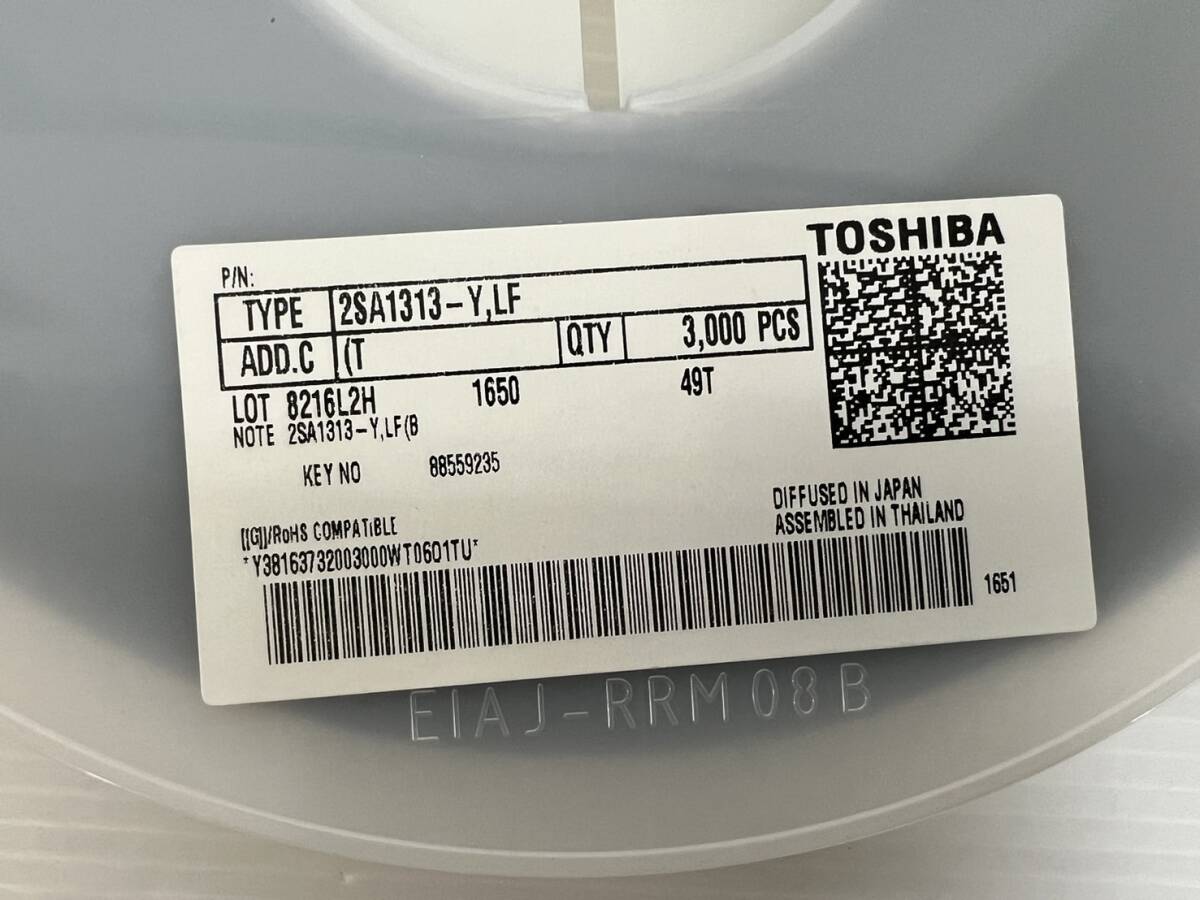 TOSHIBA
P/N:
TYPE 2SA1313-Y,LF
ADD.C (T QTY 3,000 PCS
LOT 8216L2H 1650 49T
NOTE 2SA1313-Y,LF(B
KEY NO 88559235
[[G]]/RoHS COMPATiBLE
DIFFUSED IN JAPAN
ASSEMBLED IN THAILAND
*Y38163732003000WT06Q1TU*
1651
EIAJ-RRM08B